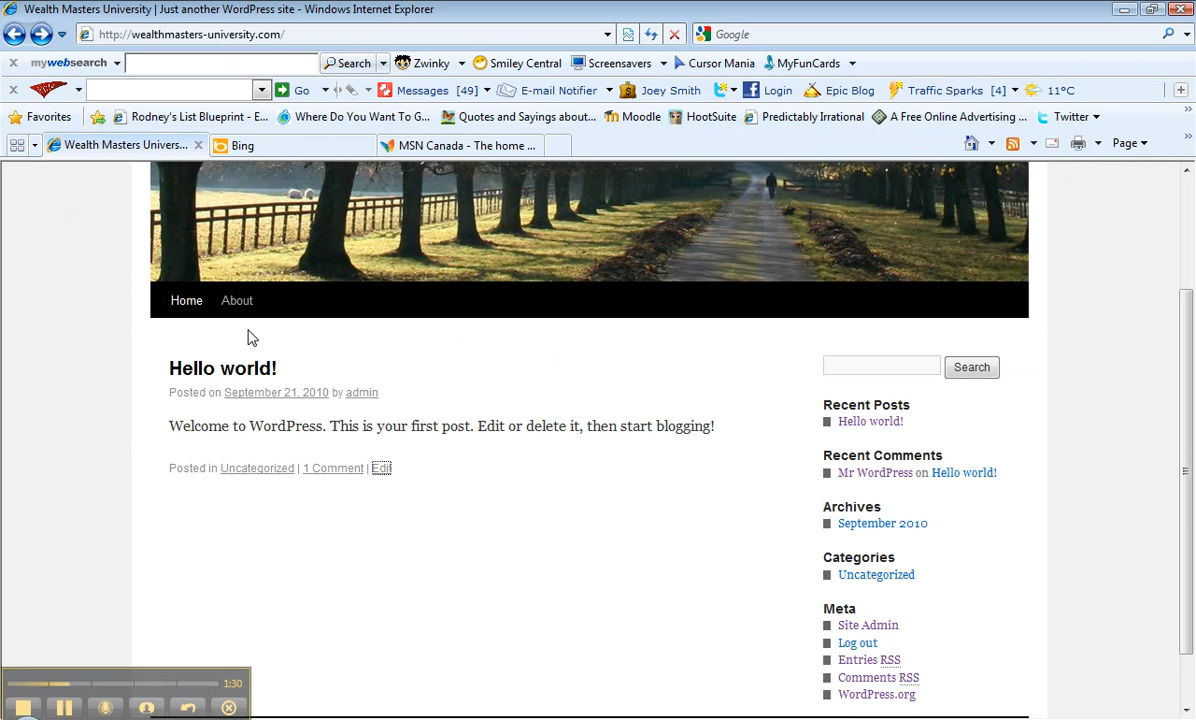 Wealth Masters University | Just another WordPress site - Windows Internet Explorer
http://wealthmasters-university.com/
Google
mywebsearch Search Zwinky Smiley Central Screensavers Cursor Mania MyFunCards
Go Messages [49] E-mail Notifier Joey Smith Login Epic Blog Traffic Sparks [4] 11°C
Favorites Rodney's List Blueprint - E... Where Do You Want To G... Quotes and Sayings about... Moodle HootSuite Predictably Irrational A Free Online Advertising ... Twitter
Wealth Masters Univers... Bing MSN Canada - The home ... Page
Home About
Hello world!
Posted on September 21, 2010 by admin
Welcome to WordPress. This is your first post. Edit or delete it, then start blogging!
Posted in Uncategorized | 1 Comment | Edit
Search
Recent Posts
Hello world!
Recent Comments
Mr WordPress on Hello world!
Archives
September 2010
Categories
Uncategorized
Meta
Site Admin
Log out
Entries RSS
Comments RSS
WordPress.org
1:30